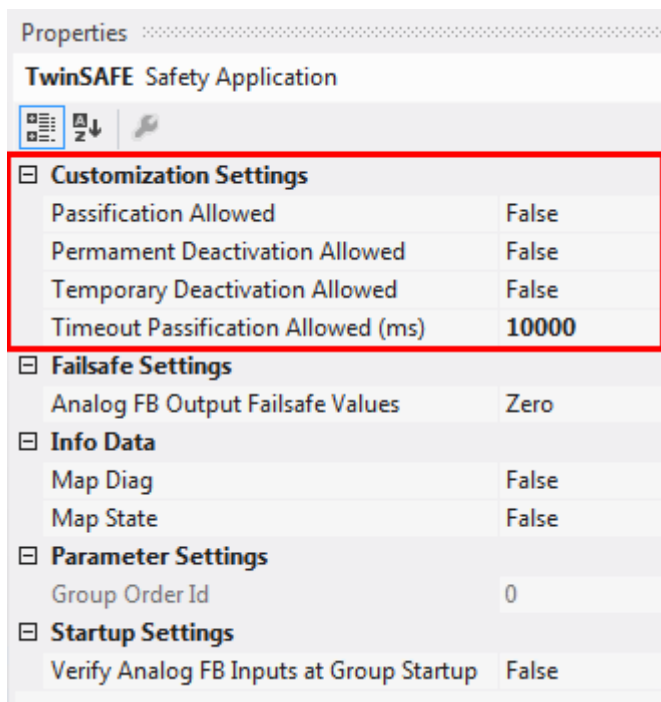 Properties
TwinSAFE Safety Application
Customization Settings
Passification Allowed False
Permament Deactivation Allowed False
Temporary Deactivation Allowed False
Timeout Passification Allowed (ms) 10000
Failsafe Settings
Analog FB Output Failsafe Values Zero
Info Data
Map Diag False
Map State False
Parameter Settings
Group Order Id 0
Startup Settings
Verify Analog FB Inputs at Group Startup False